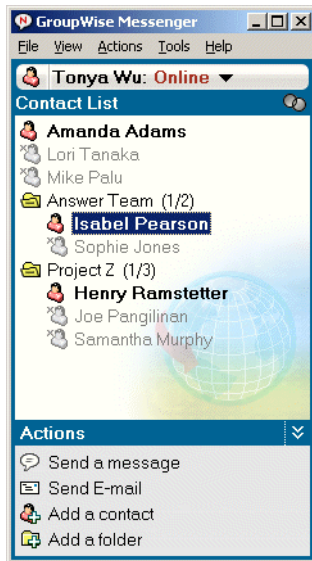 GroupWise Messenger
File View Actions Tools Help
Tonya Wu: Online
Contact List
Amanda Adams
Lori Tanaka
Mike Palu
Answer Team (1/2)
Isabel Pearson
Sophie Jones
Project Z (1/3)
Henry Ramstetter
Joe Pangilinan
Samantha Murphy
Actions
Send a message
Send E-mail
Add a contact
Add a folder